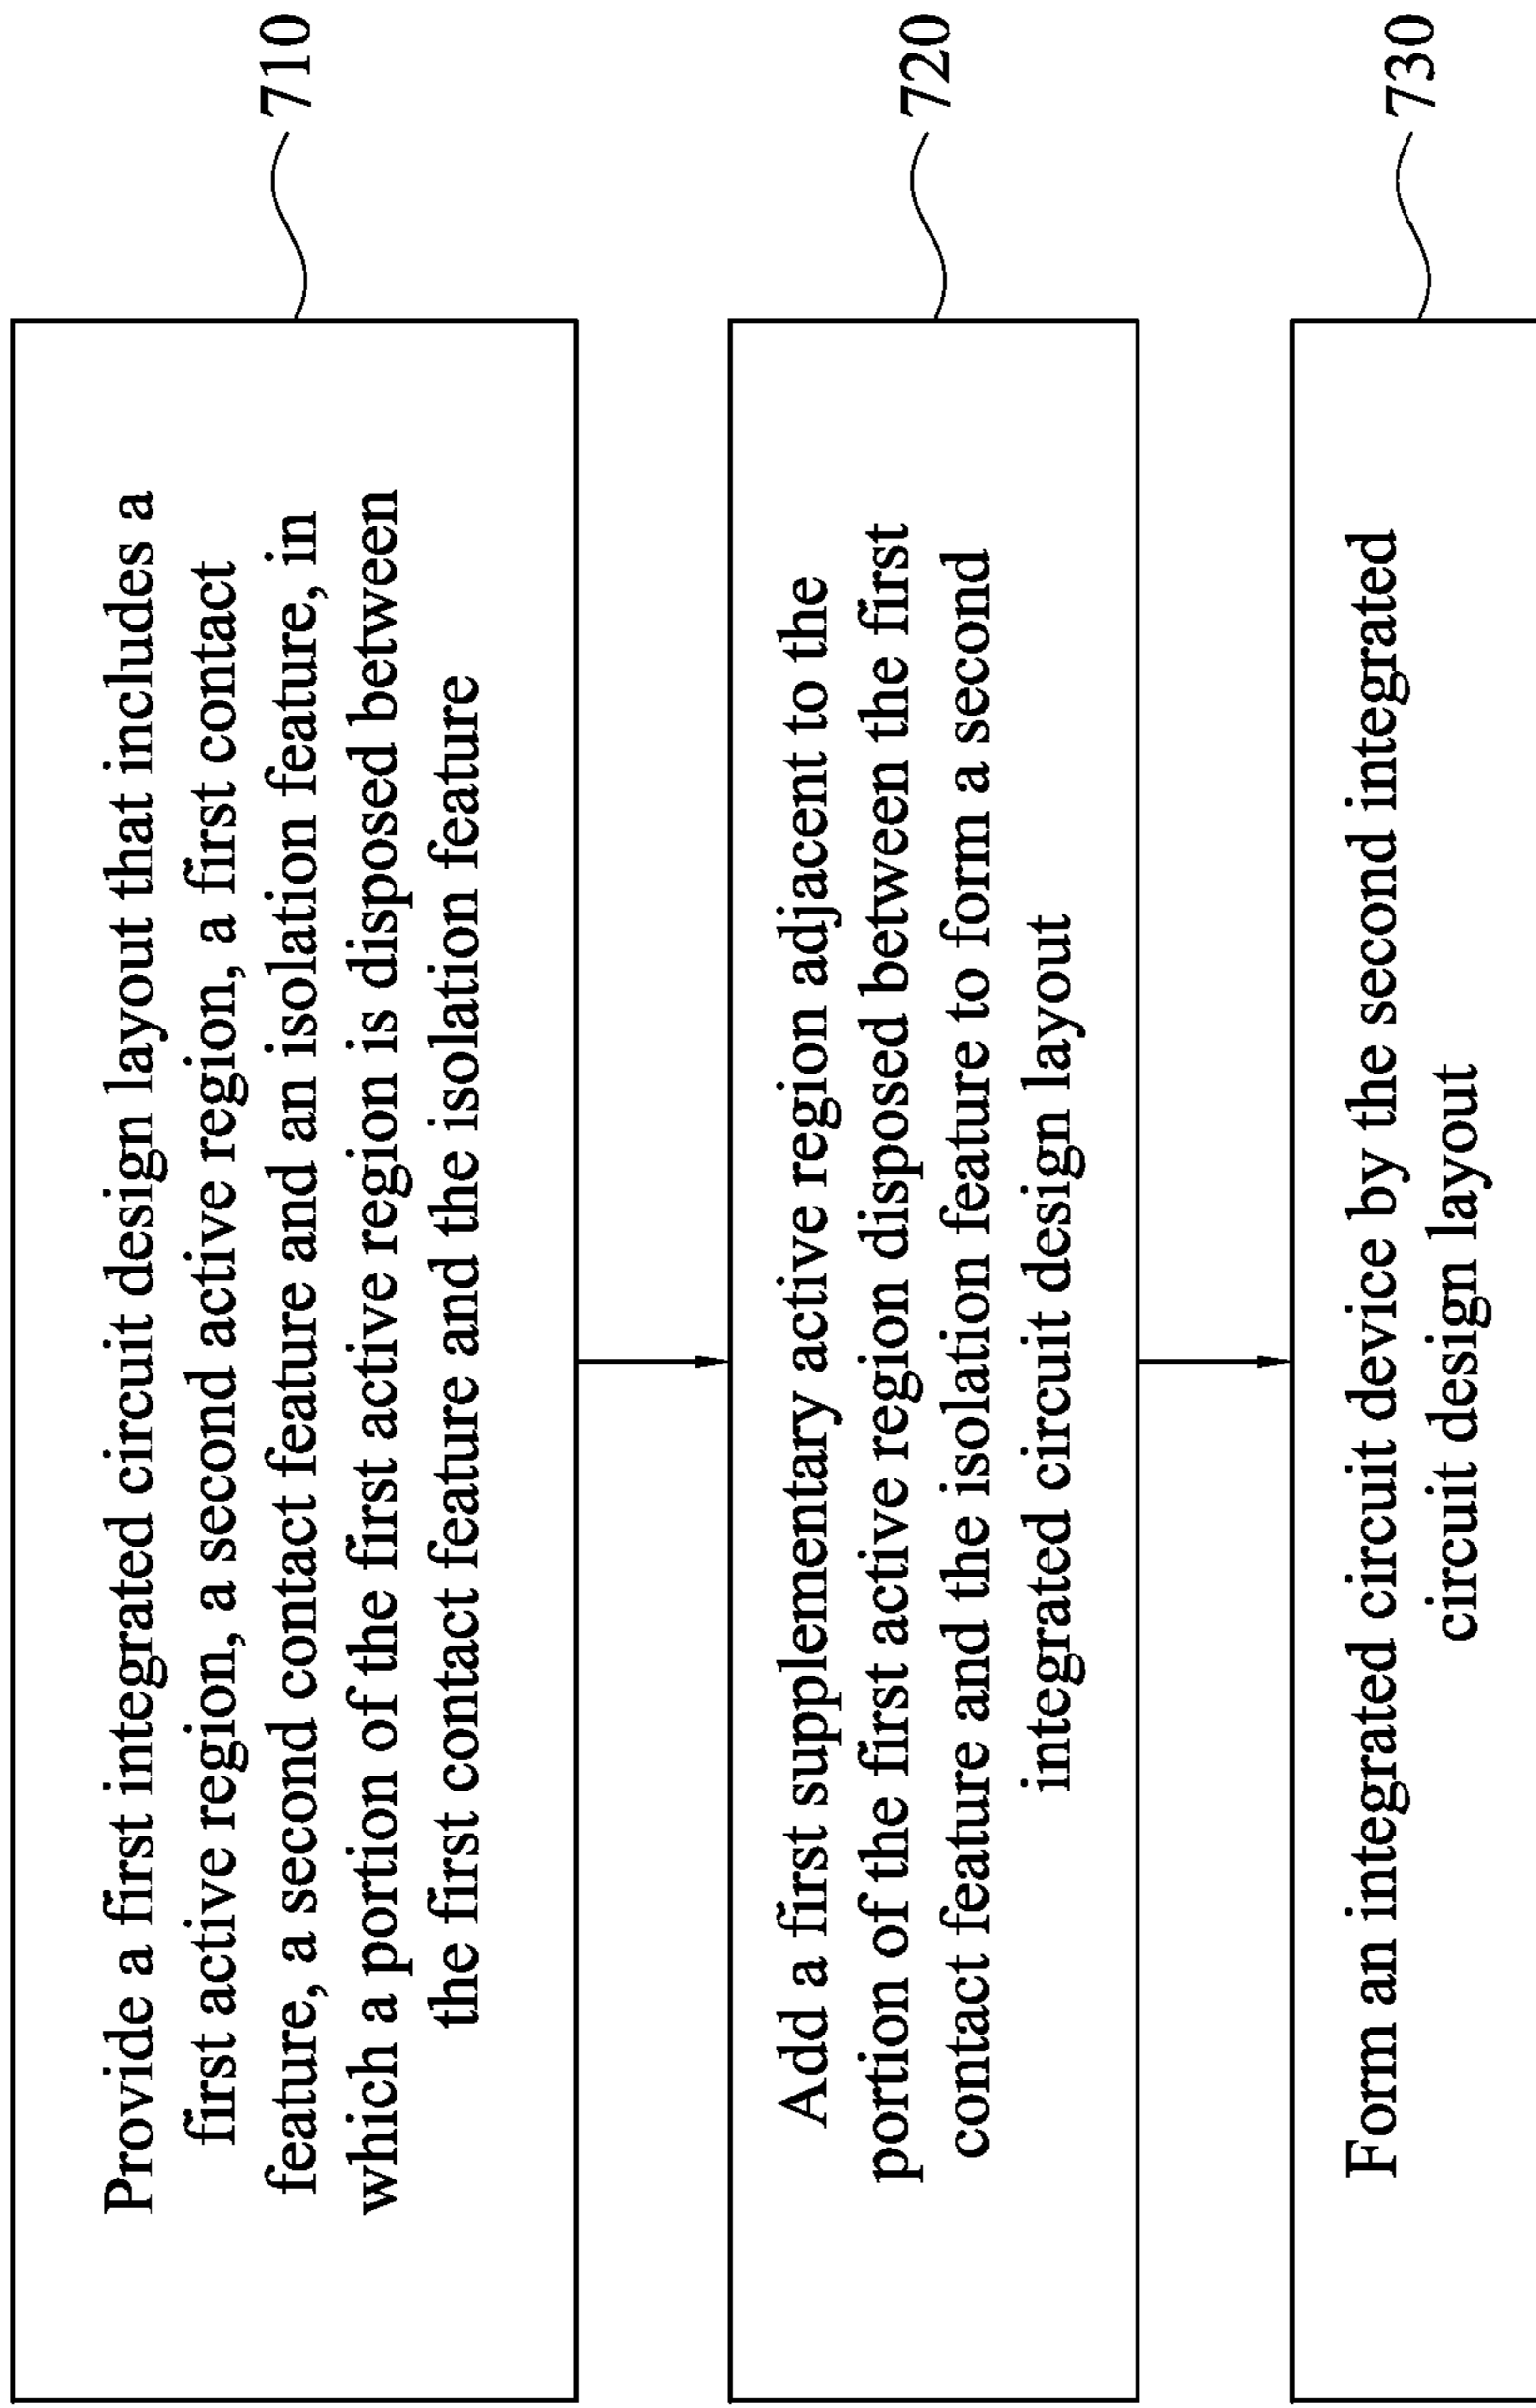 Provide a first integrated circuit design layout that includes a
first active region, a second active region, a first contact
feature, a second contact feature and an isolation feature, in
which a portion of the first active region is disposed between
the first contact feature and the isolation feature
710
Add a first supplementary active region adjacent to the
portion of the first active region disposed between the first
contact feature and the isolation feature to form a second
integrated circuit design layout
720
Form an integrated circuit device by the second integrated
circuit design layout
730